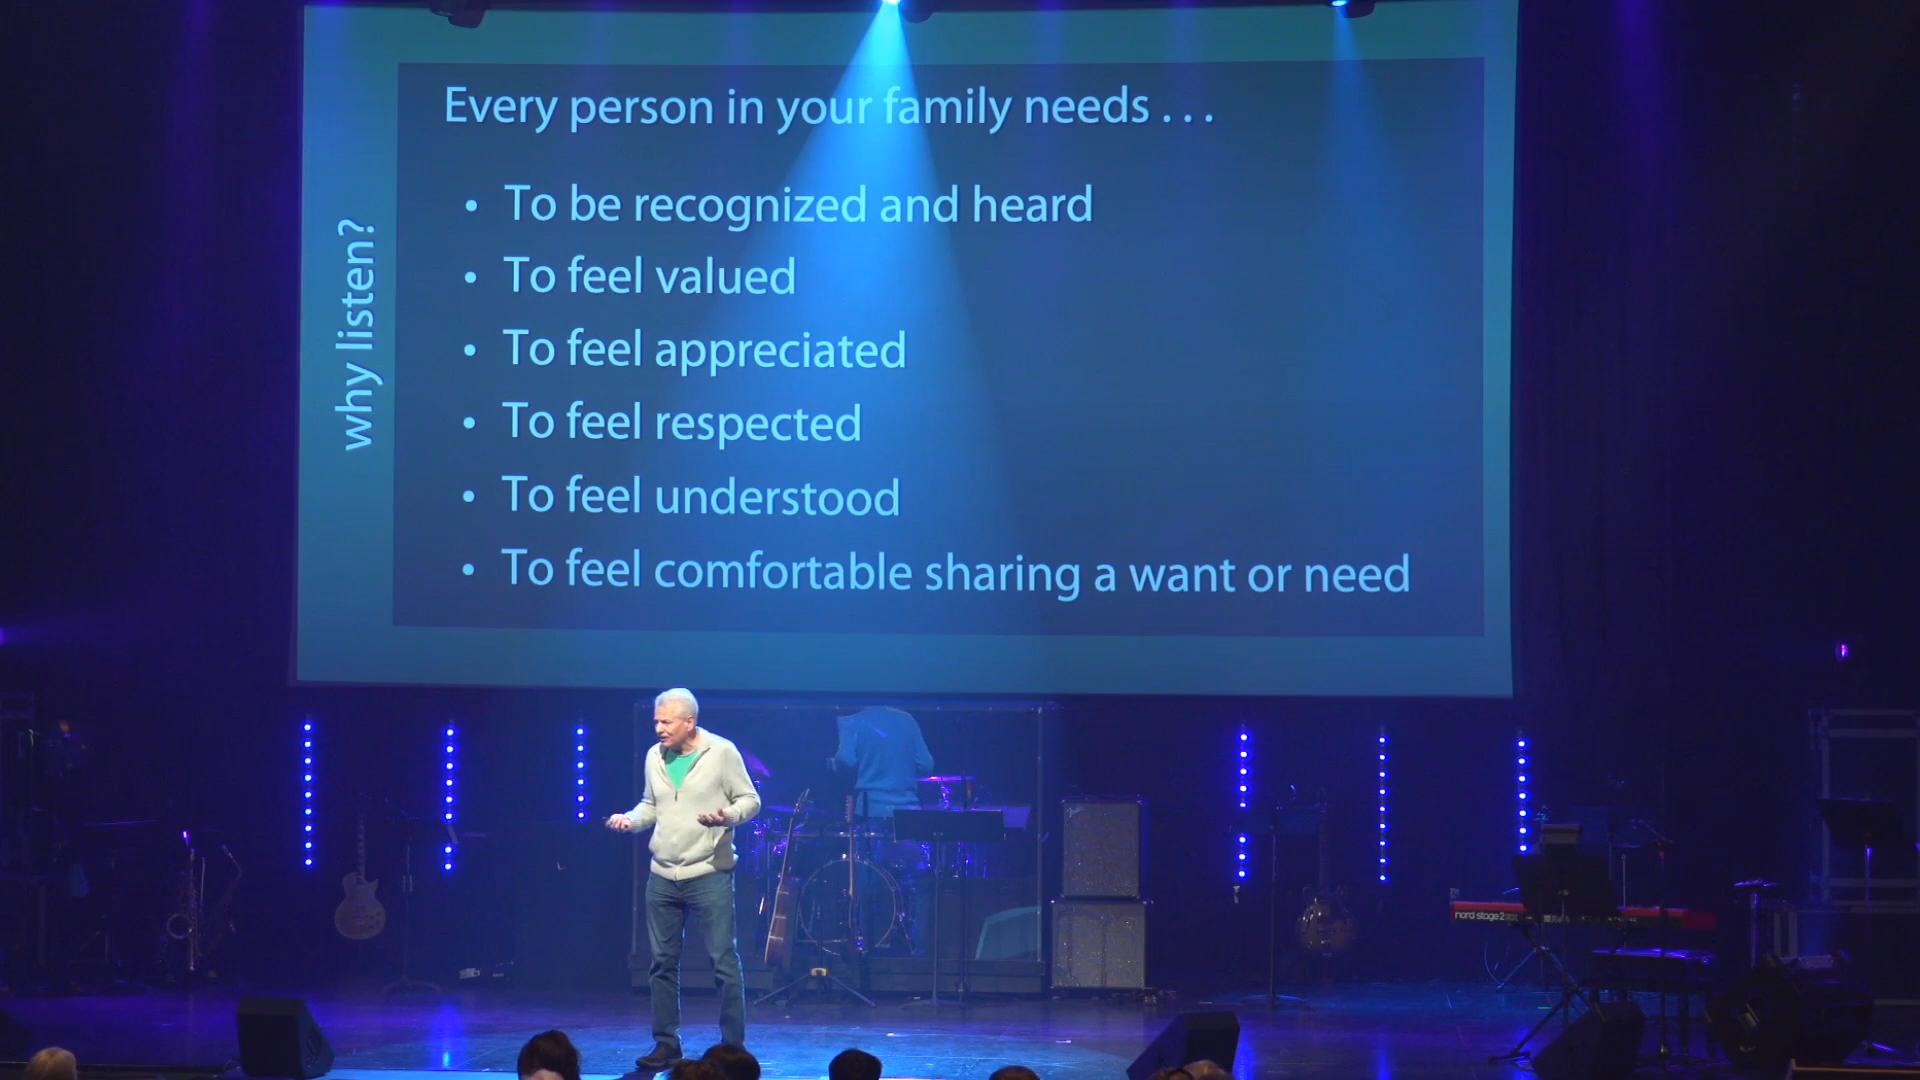 Every person in your family needs . . .
• To be recognized and heard
• To feel valued
• To feel appreciated
• To feel respected
• To feel understood
• To feel comfortable sharing a want or need
why listen?
nord stage 2